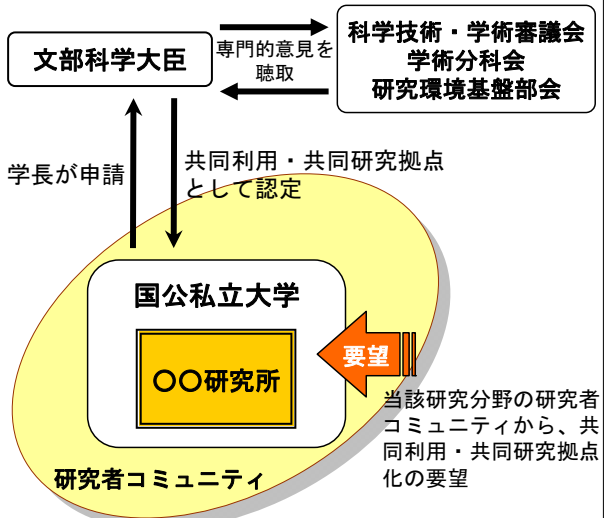 文部科学大臣
専門的意見を
聴取
科学技術・学術審議会
学術分科会
研究環境基盤部会
学長が申請
共同利用・共同研究拠点
として認定
国公私立大学
〇〇研究所
要望
当該研究分野の研究者
コミュニティから、共
同利用・共同研究拠点
化の要望
研究者コミュニティ